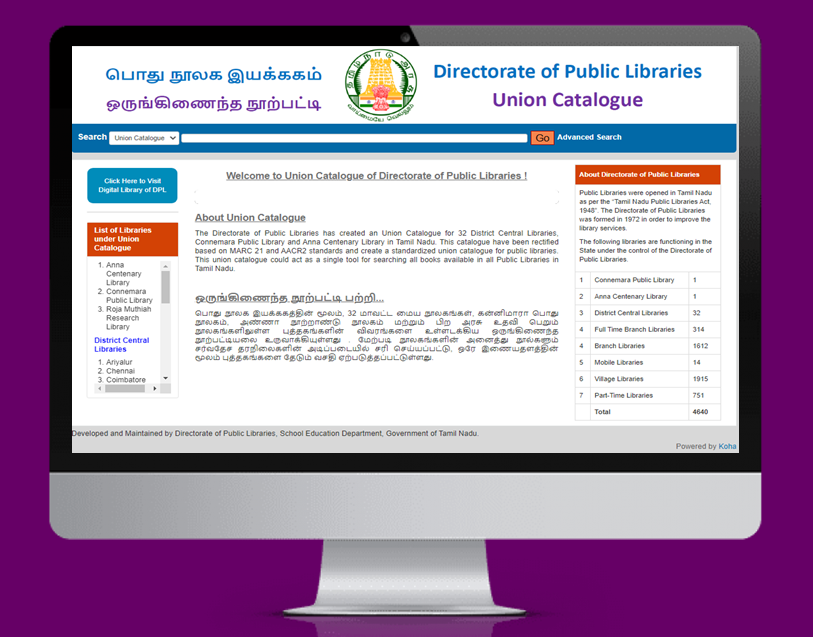 பொது நூலக இயக்ககம்
ஒருங்கிணைந்த நூற்பட்டி
Directorate of Public Libraries
Union Catalogue
Search Union Catalogue Go Advanced Search
Click Here to Visit
Digital Library of DPL
List of Libraries
under Union
Catalogue
1. Anna
Centenary
Library
2. Connemara
Public Library
3. Roja Muthiah
Research
Library
District Central
Libraries
1. Ariyalur
2. Chennai
3. Coimbatore
Welcome to Union Catalogue of Directorate of Public Libraries !
About Union Catalogue
The Directorate of Public Libraries has created an Union Catalogue for 32 District Central Libraries,
Connemara Public Library and Anna Centenary Library in Tamil Nadu. This catalogue have been rectified
based on MARC 21 and AACR2 standards and create a standardized union catalogue for public libraries.
This union catalogue could act as a single tool for searching all books available in all Public Libraries in
Tamil Nadu.
ஒருங்கிணைந்த நூற்பட்டி பற்றி...
பொது நூலக இயக்ககத்தின் மூலம், 32 மாவட்ட மைய நூலகங்கள், கன்னிமாரா பொது
நூலகம், அண்ணா நூற்றாண்டு நூலகம் மற்றும் பிற அரசு உதவி பெறும்
நூலகங்களிலுள்ள புத்தகங்களின் விவரங்களை உள்ளடக்கிய ஒருங்கிணைந்த
நூற்பட்டியலை உருவாக்கியுள்ளது . மேற்படி நூலகங்களின் அனைத்து நூல்களும்
சர்வதேச தரநிலைகளின் அடிப்படையில் சரி செய்யப்பட்டு, ஒரே இணையதளத்தின்
மூலம் புத்தகங்களை தேடும் வசதி ஏற்படுத்தப்பட்டுள்ளது.
About Directorate of Public Libraries
Public Libraries were opened in Tamil Nadu
as per the "Tamil Nadu Public Libraries Act,
1948". The Directorate of Public Libraries
was formed in 1972 in order to improve the
library services.
The following libraries are functioning in the
State under the control of the Directorate of
Public Libraries.
1 Connemara Public Library 1
2 Anna Centenary Library 1
3 District Central Libraries 32
4 Full Time Branch Libraries 314
4 Branch Libraries 1612
5 Mobile Libraries 14
6 Village Libraries 1915
7 Part-Time Libraries 751
Total 4640
Developed and Maintained by Directorate of Public Libraries, School Education Department, Government of Tamil Nadu.
Powered by Koha